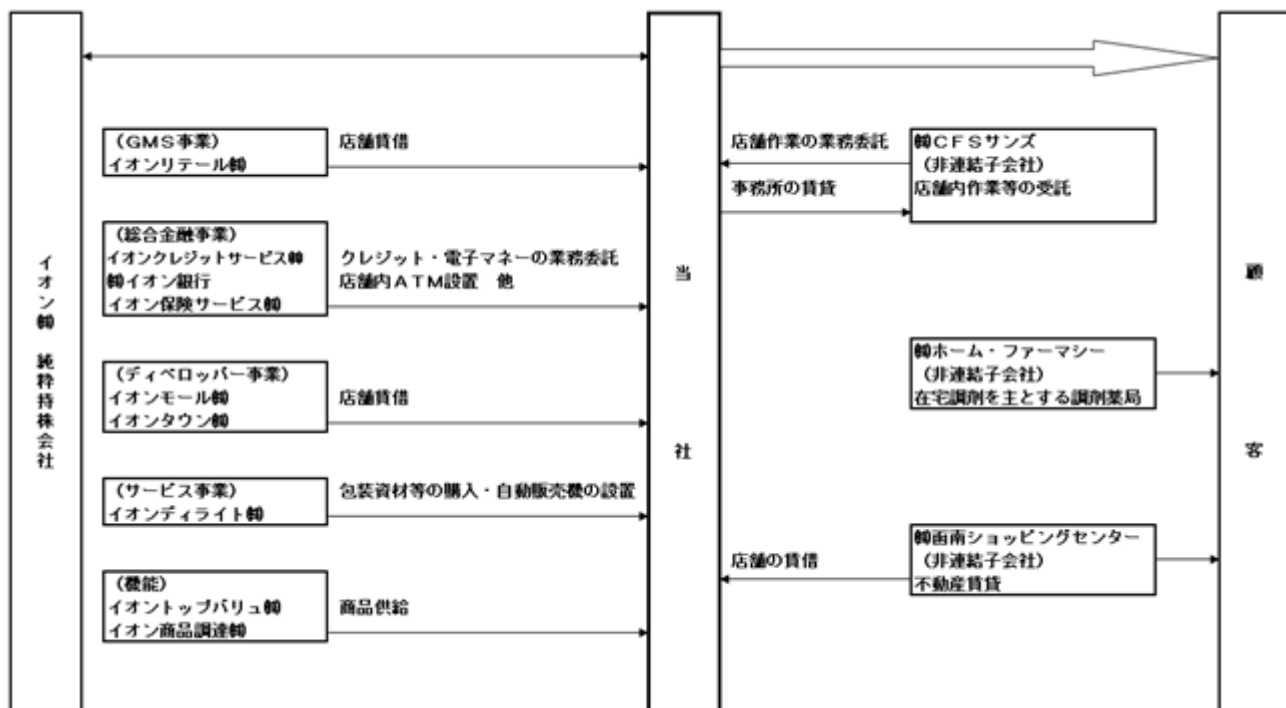 イオン㈱ 純粋持株会社
(GMS事業)
イオンリテール㈱
店舗賃借
(総合金融事業)
イオンクレジットサービス㈱
㈱イオン銀行
イオン保険サービス㈱
クレジット・電子マネーの業務委託
店舗内ATM設置 他
(ディベロッパー事業)
イオンモール㈱
イオンタウン㈱
店舗賃借
(サービス事業)
イオンディライト㈱
包装資材等の購入・自動販売機の設置
(機能)
イオントップバリュ㈱
イオン商品調達㈱
商品供給
当社
店舗作業の業務委託
事務所の賃貸
㈱CFSサンズ
(非連結子会社)
店舗内作業等の受託
㈱ホーム・ファーマシー
(非連結子会社)
在宅調剤を主とする調剤薬局
店舗の賃借
㈱函南ショッピングセンター
(非連結子会社)
不動産賃貸
顧客